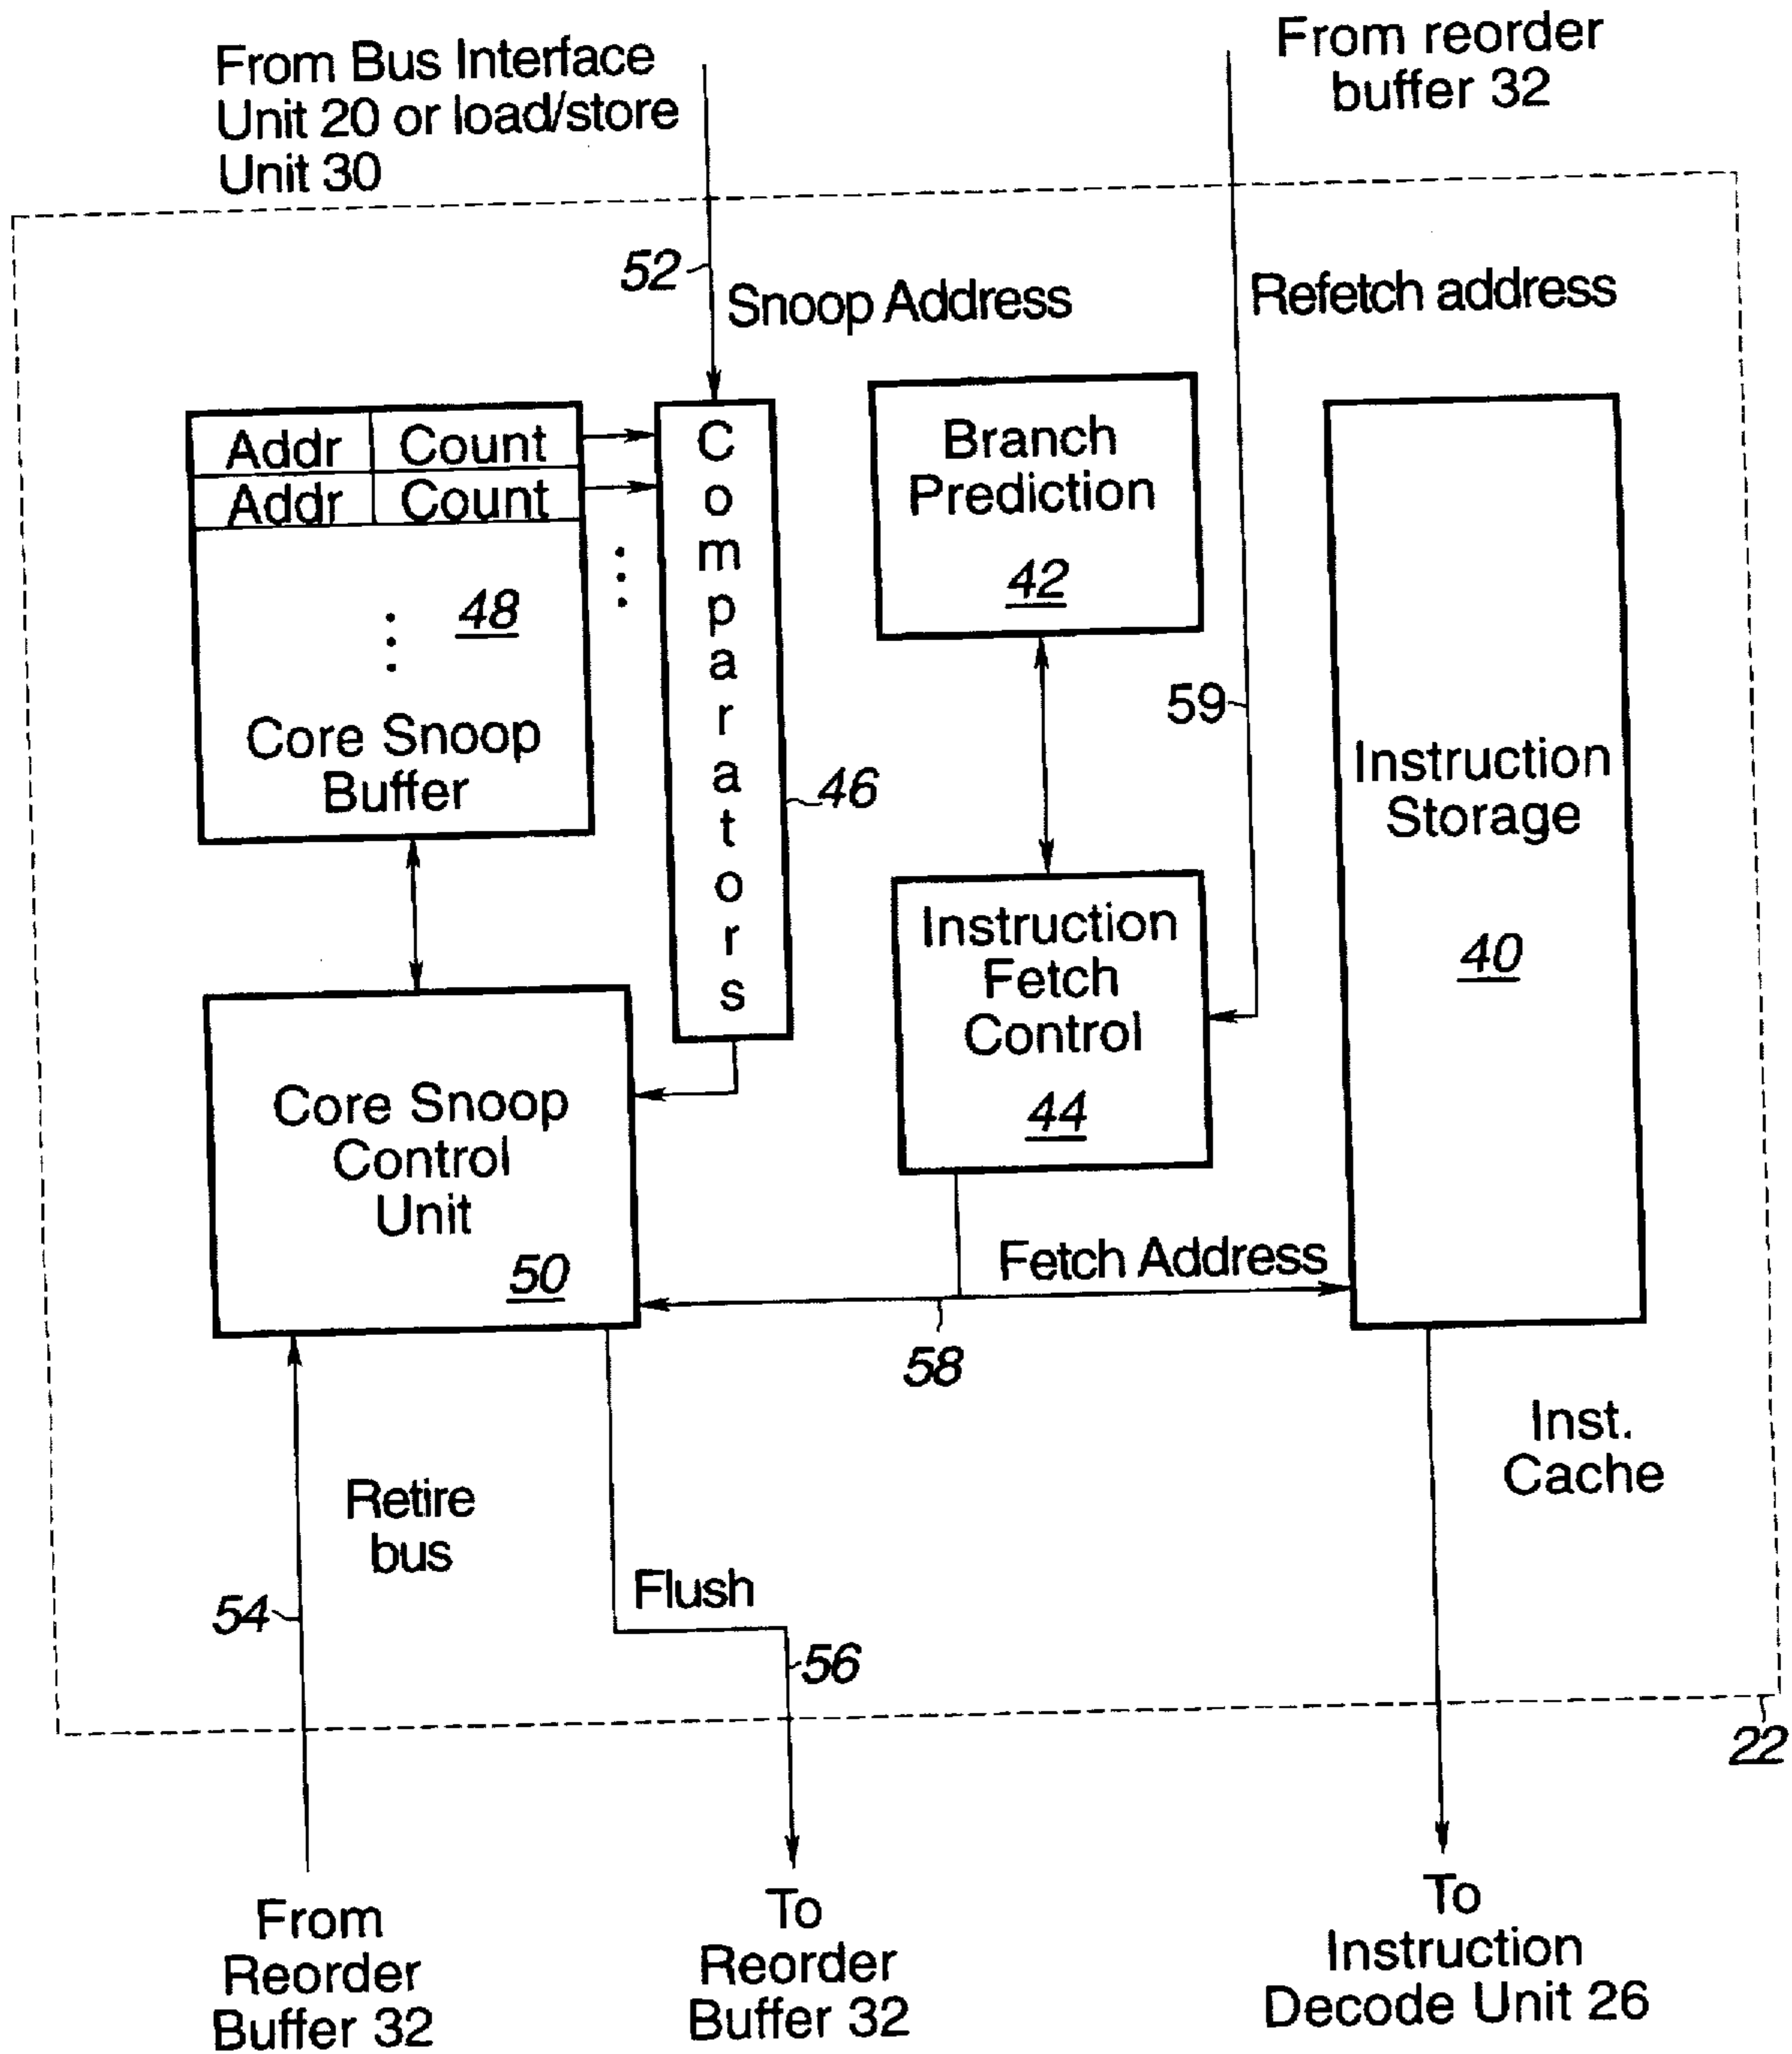 From Bus Interface
Unit 20 or load/store
Unit 30
From reorder
buffer 32
52
Snoop Address
Refetch address
Addr Count
Addr Count
48
Core Snoop
Buffer
Comparators
46
Branch
Prediction
42
59
Instruction
Storage
40
Instruction
Fetch
Control
44
Core Snoop
Control
Unit
50
Fetch Address
58
Inst.
Cache
Retire
bus
54
Flush
56
22
From
Reorder
Buffer 32
To
Reorder
Buffer 32
To
Instruction
Decode Unit 26